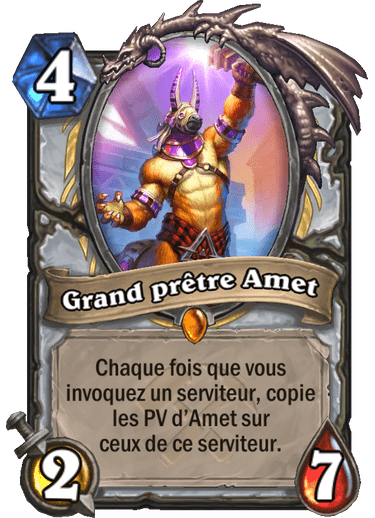 4
Grand prêtre Amet
Chaque fois que vous
invoquez un serviteur, copie
les PV d’Amet sur
ceux de ce serviteur.
2
7